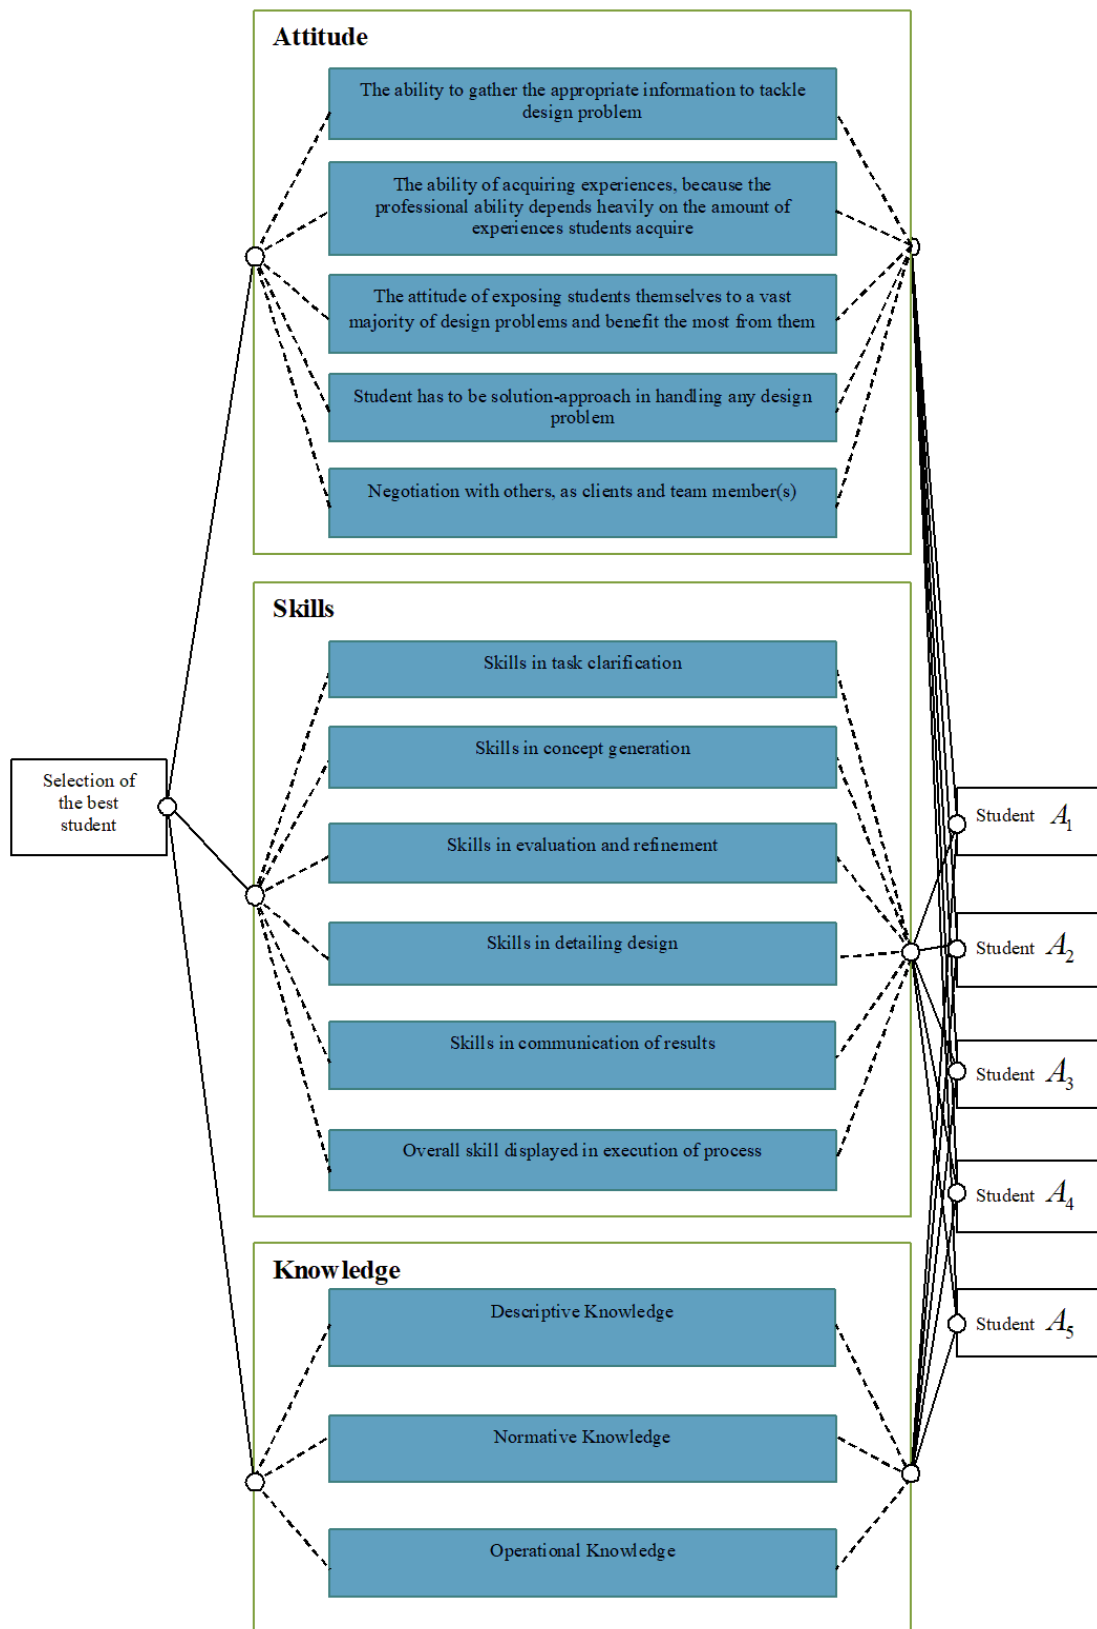 Attitude
The ability to gather the appropriate information to tackle
design problem
The ability of acquiring experiences, because the
professional ability depends heavily on the amount of
experiences students acquire
The attitude of exposing students themselves to a vast
majority of design problems and benefit the most from them
Student has to be solution-approach in handling any design
problem
Negotiation with others, as clients and team member(s)
Skills
Skills in task clarification
Skills in concept generation
Skills in evaluation and refinement
Skills in detailing design
Skills in communication of results
Overall skill displayed in execution of process
Selection of
the best
student
Student A₁
Student A₂
Student A₃
Student A₄
Student A₅
Knowledge
Descriptive Knowledge
Normative Knowledge
Operational Knowledge